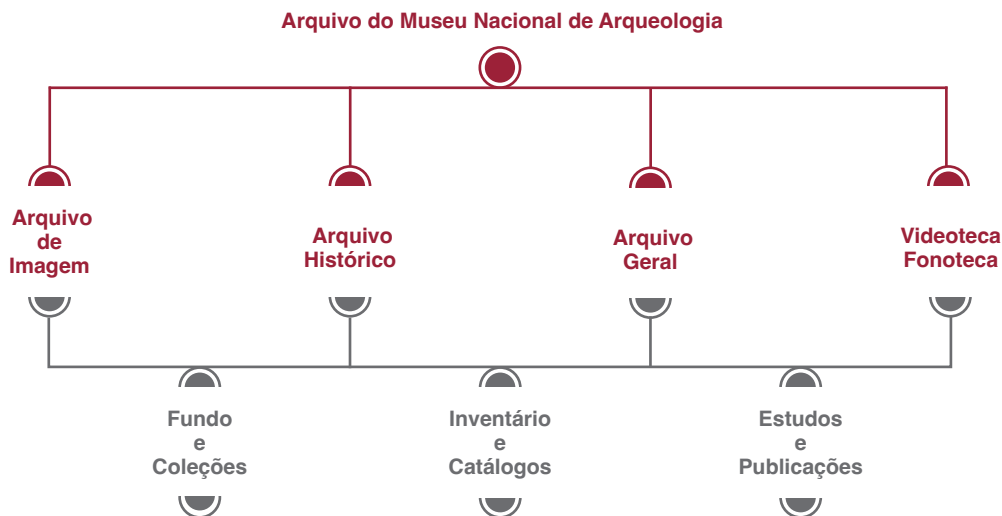 Arquivo do Museu Nacional de Arqueologia
Arquivo
de
Imagem
Arquivo
Histórico
Arquivo
Geral
Videoteca
Fonoteca
Fundo
e
Coleções
Inventário
e
Catálogos
Estudos
e
Publicações